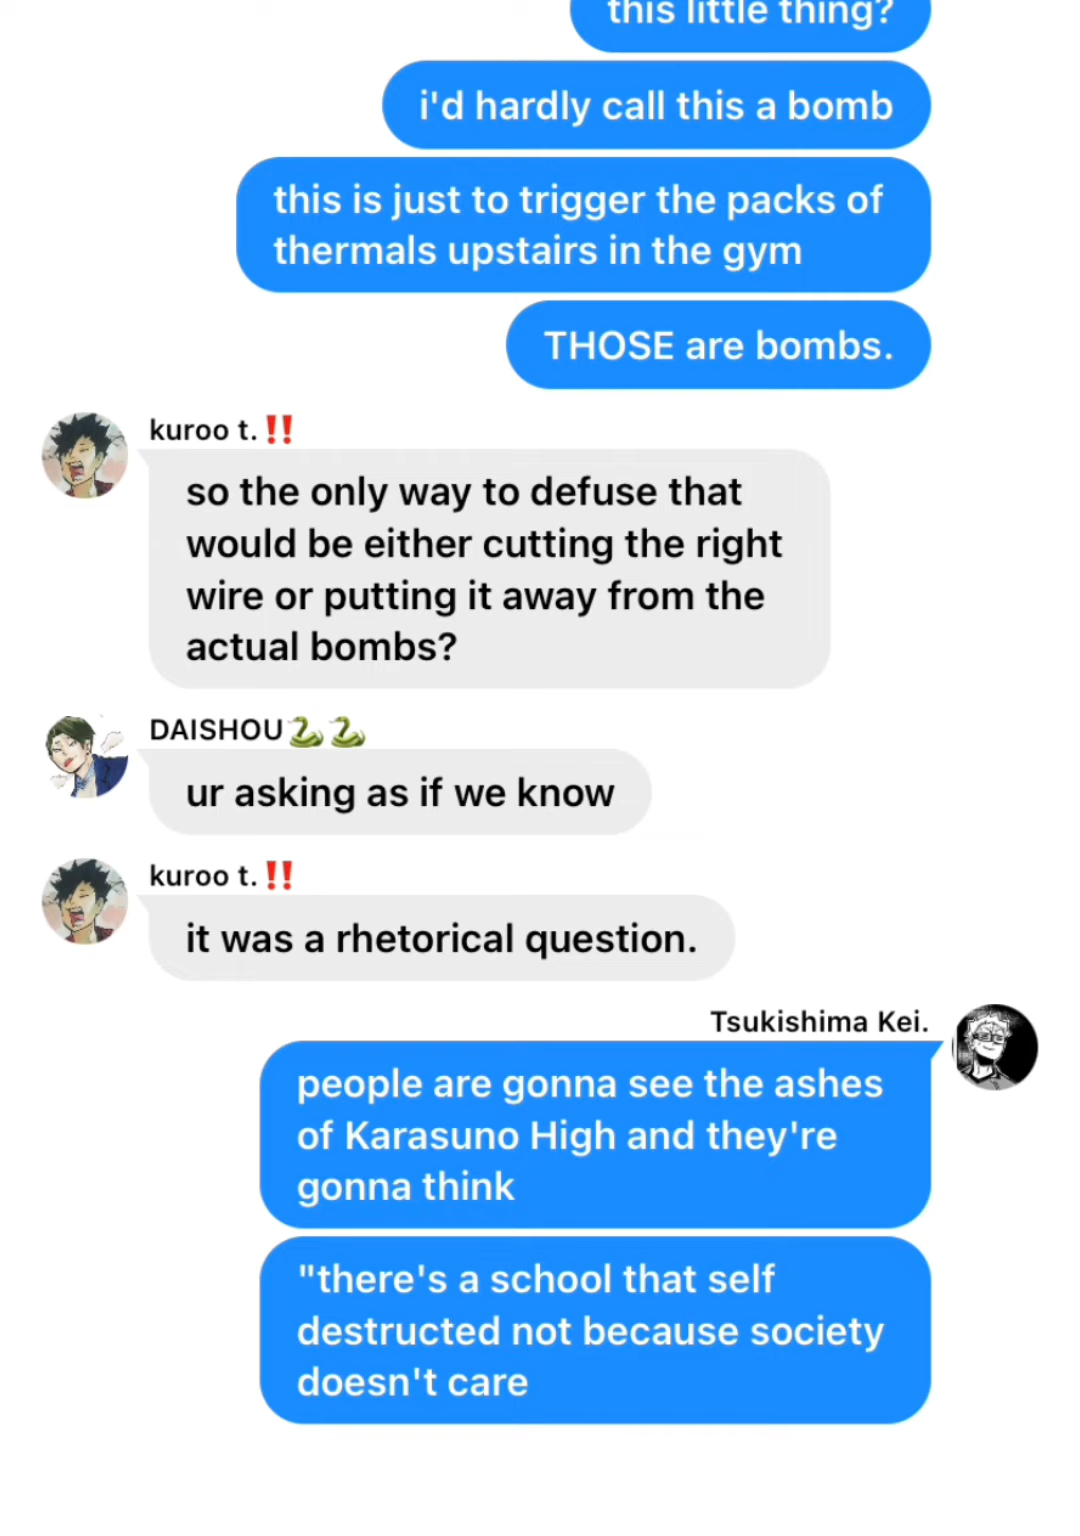 this little thing?
i'd hardly call this a bomb
this is just to trigger the packs of
thermals upstairs in the gym
THOSE are bombs.
kuroo t.‼️
so the only way to defuse that
would be either cutting the right
wire or putting it away from the
actual bombs?
DAISHOU🐍🐍
ur asking as if we know
kuroo t.‼️
it was a rhetorical question.
Tsukishima Kei.
people are gonna see the ashes
of Karasuno High and they're
gonna think
"there's a school that self
destructed not because society
doesn't care